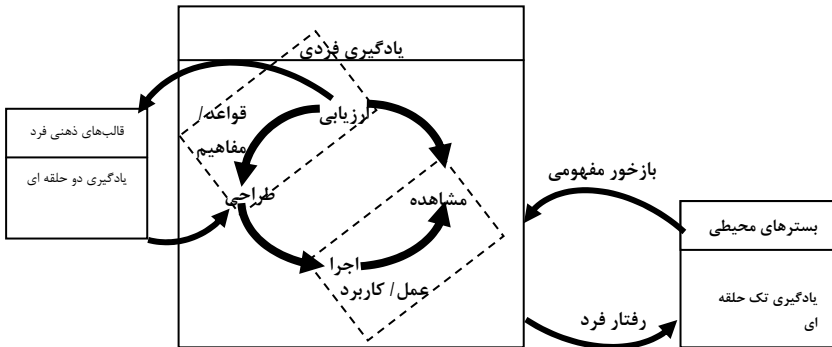 یادگیری فردی
قواعد/
مفاهیم
ارزیابی
طراحی
مشاهده
اجرا
عمل/ کاربرد
قالب‌های ذهنی فرد
یادگیری دو حلقه ای
بازخور مفهومی
بسترهای محیطی
یادگیری تک حلقه
ای
رفتار فرد